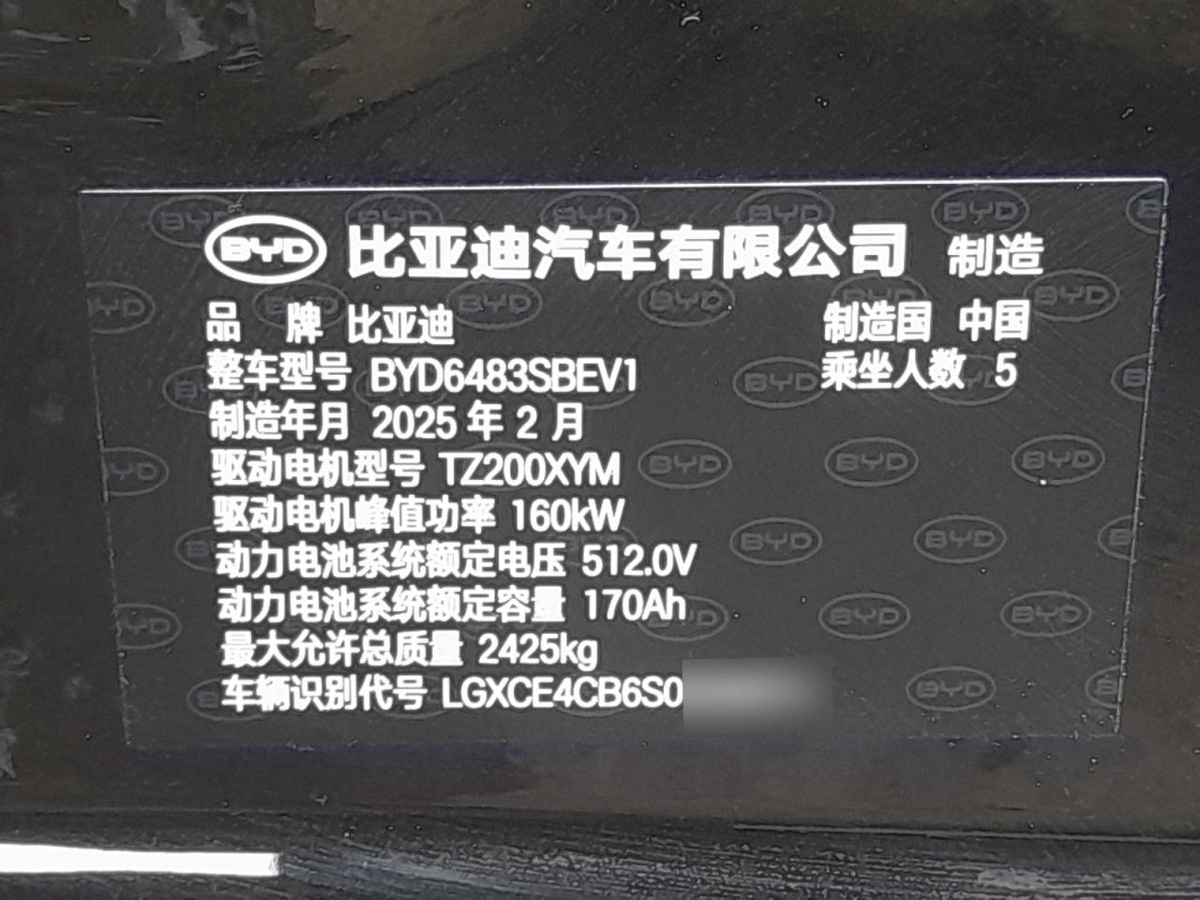 BYD 比亚迪汽车有限公司 制造
品 牌 比亚迪 制造国 中国
整车型号 BYD6483SBEV1 乘坐人数 5
制造年月 2025 年 2 月
驱动电机型号 TZ200XYM
驱动电机峰值功率 160kW
动力电池系统额定电压 512.0V
动力电池系统额定容量 170Ah
最大允许总质量 2425kg
车辆识别代号 LGXCE4CB6S0